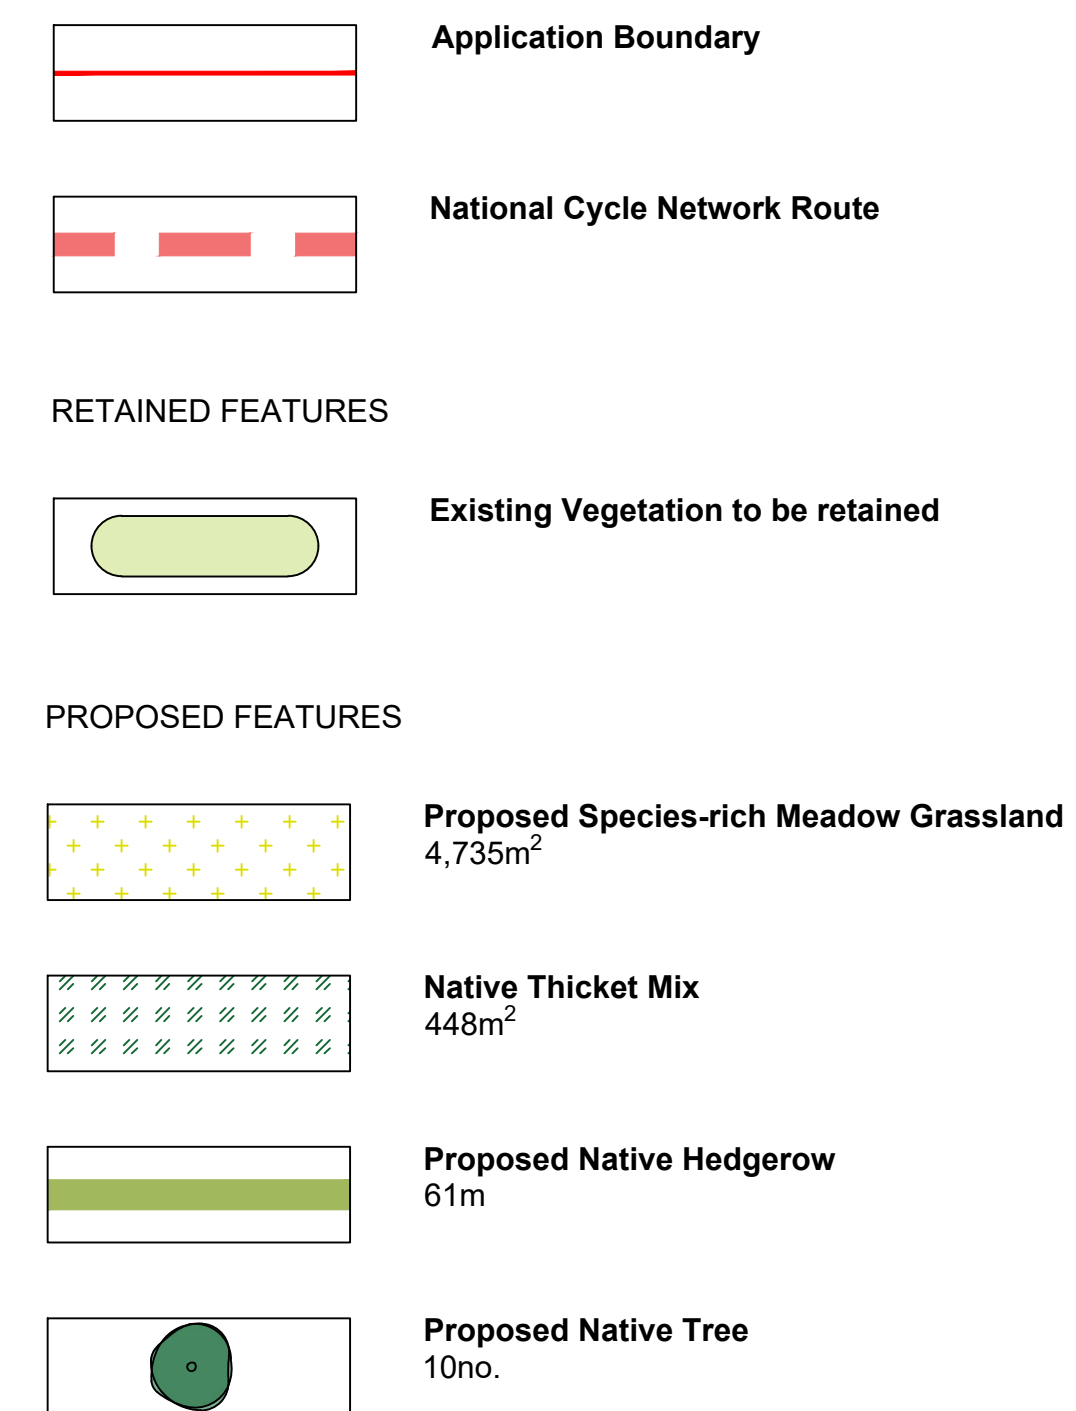 Application Boundary
National Cycle Network Route
RETAINED FEATURES
Existing Vegetation to be retained
PROPOSED FEATURES
Proposed Species-rich Meadow Grassland
4,735m²
Native Thicket Mix
448m²
Proposed Native Hedgerow
61m
Proposed Native Tree
10no.